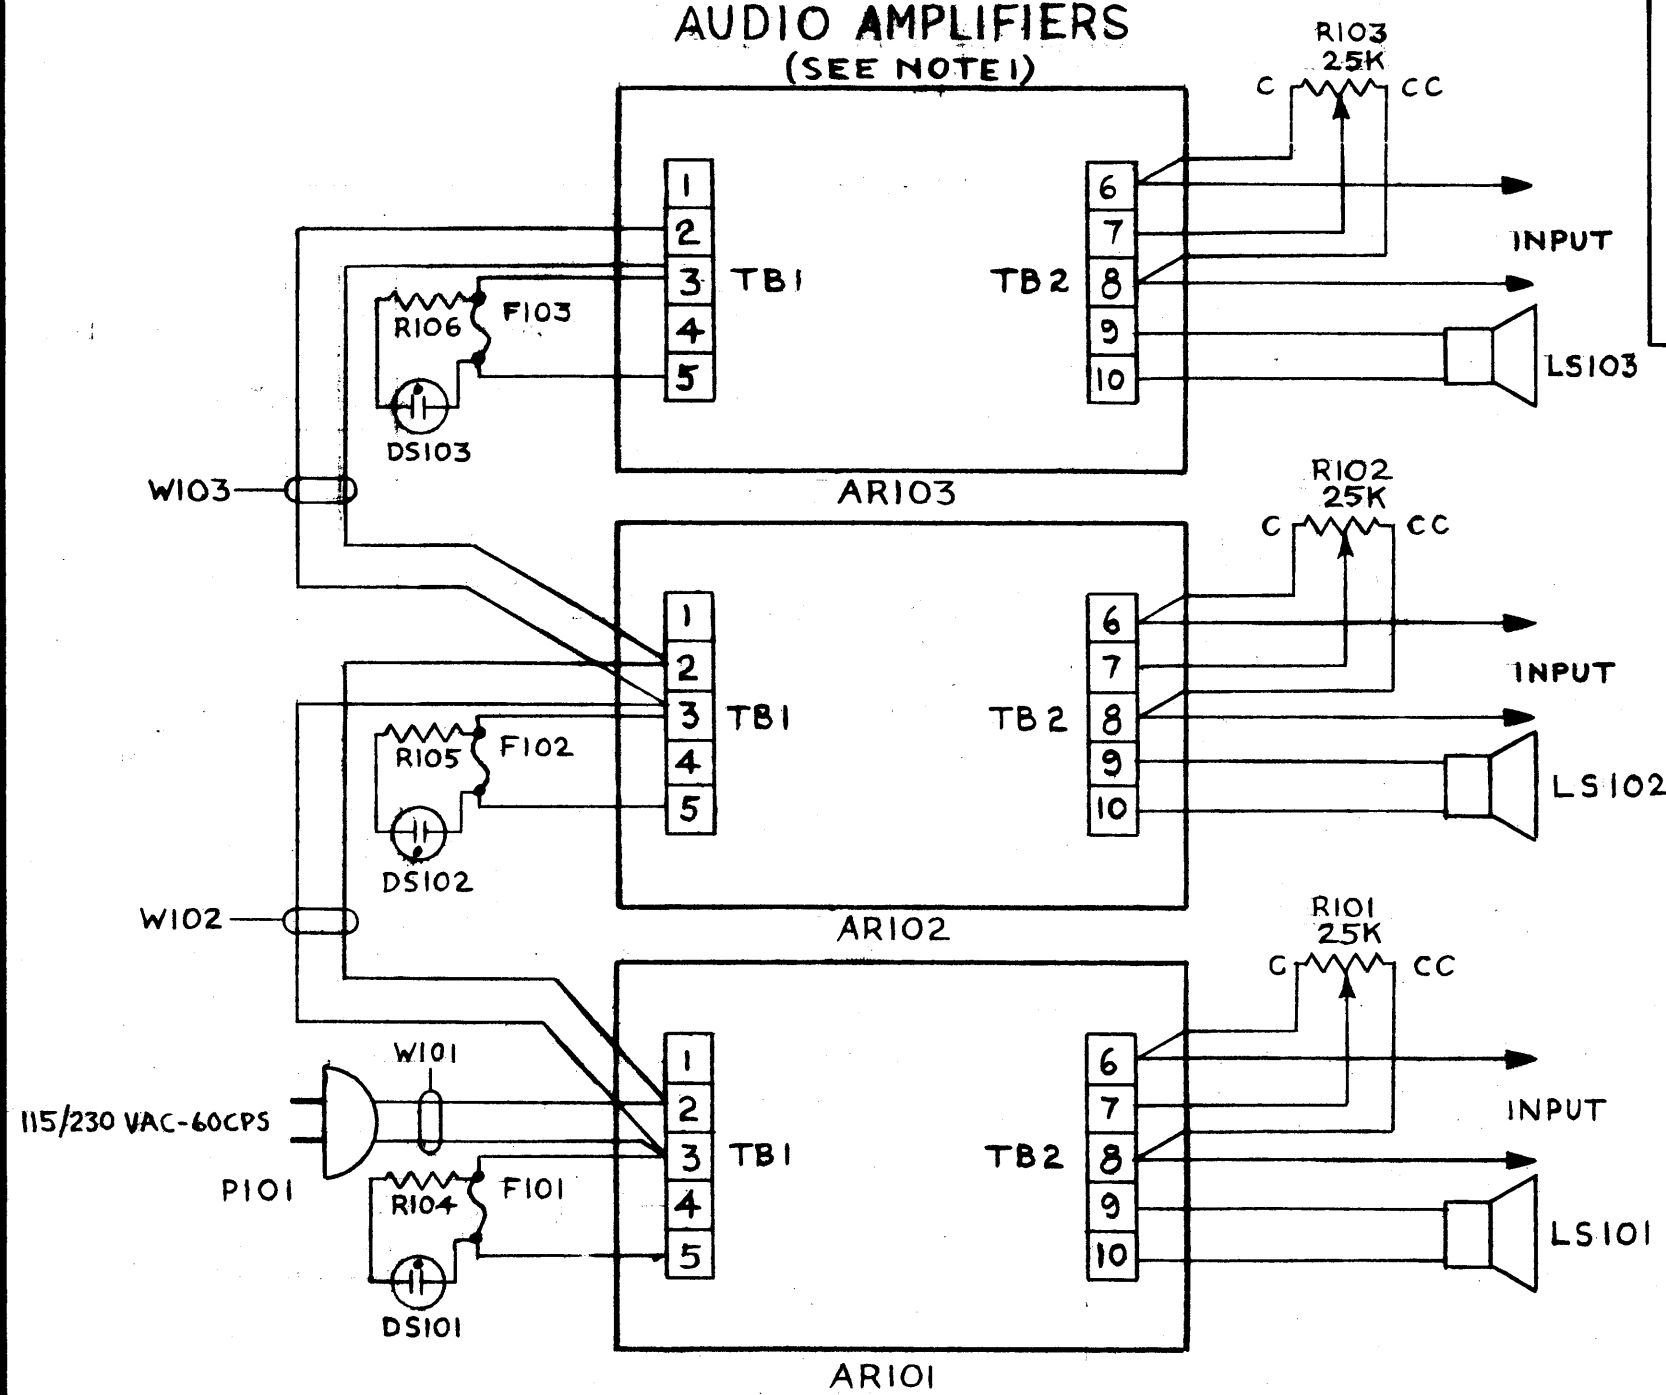 AUDIO AMPLIFIERS
(SEE NOTE 1)
R103
25K
C
CC
1
2
3
4
5
TB1
TB2
6
7
8
9
10
INPUT
LS103
R106
F103
DS103
W103
AR103
R102
25K
C
CC
1
2
3
4
5
TB1
TB2
6
7
8
9
10
INPUT
LS102
R105
F102
DS102
W102
AR102
R101
25K
C
CC
W101
115/230 VAC-60CPS
P101
1
2
3
4
5
TB1
TB2
6
7
8
9
10
INPUT
LS101
R104
F101
DS101
AR101